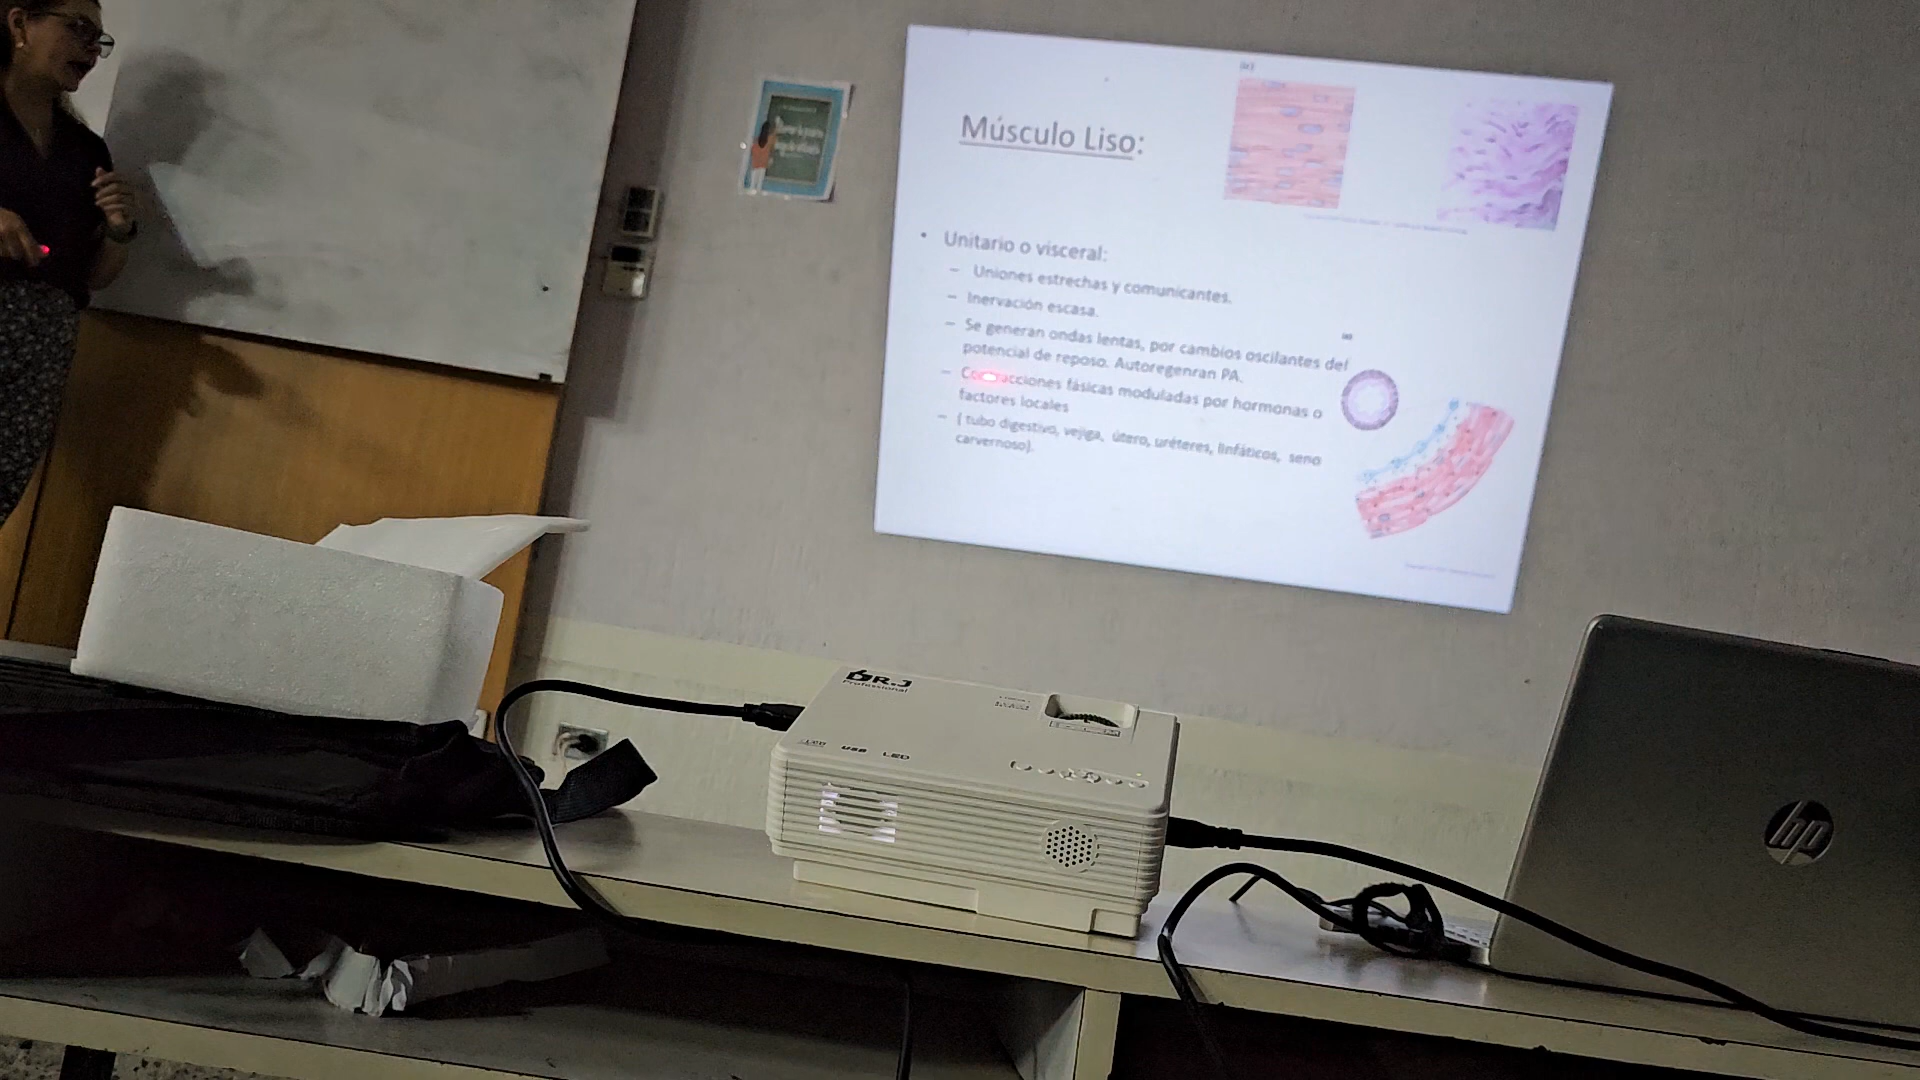 Músculo Liso:
• Unitario o visceral:
– Uniones estrechas y comunicantes.
– Inervación escasa.
– Se generan ondas lentas, por cambios oscilantes del
potencial de reposo. Autoregenran PA.
– Contracciones fásicas moduladas por hormonas o
factores locales
– ( tubo digestivo, vejiga, útero, uréteres, linfáticos, seno
carvernoso).
DR.J
Professional
LED USB LED
hp